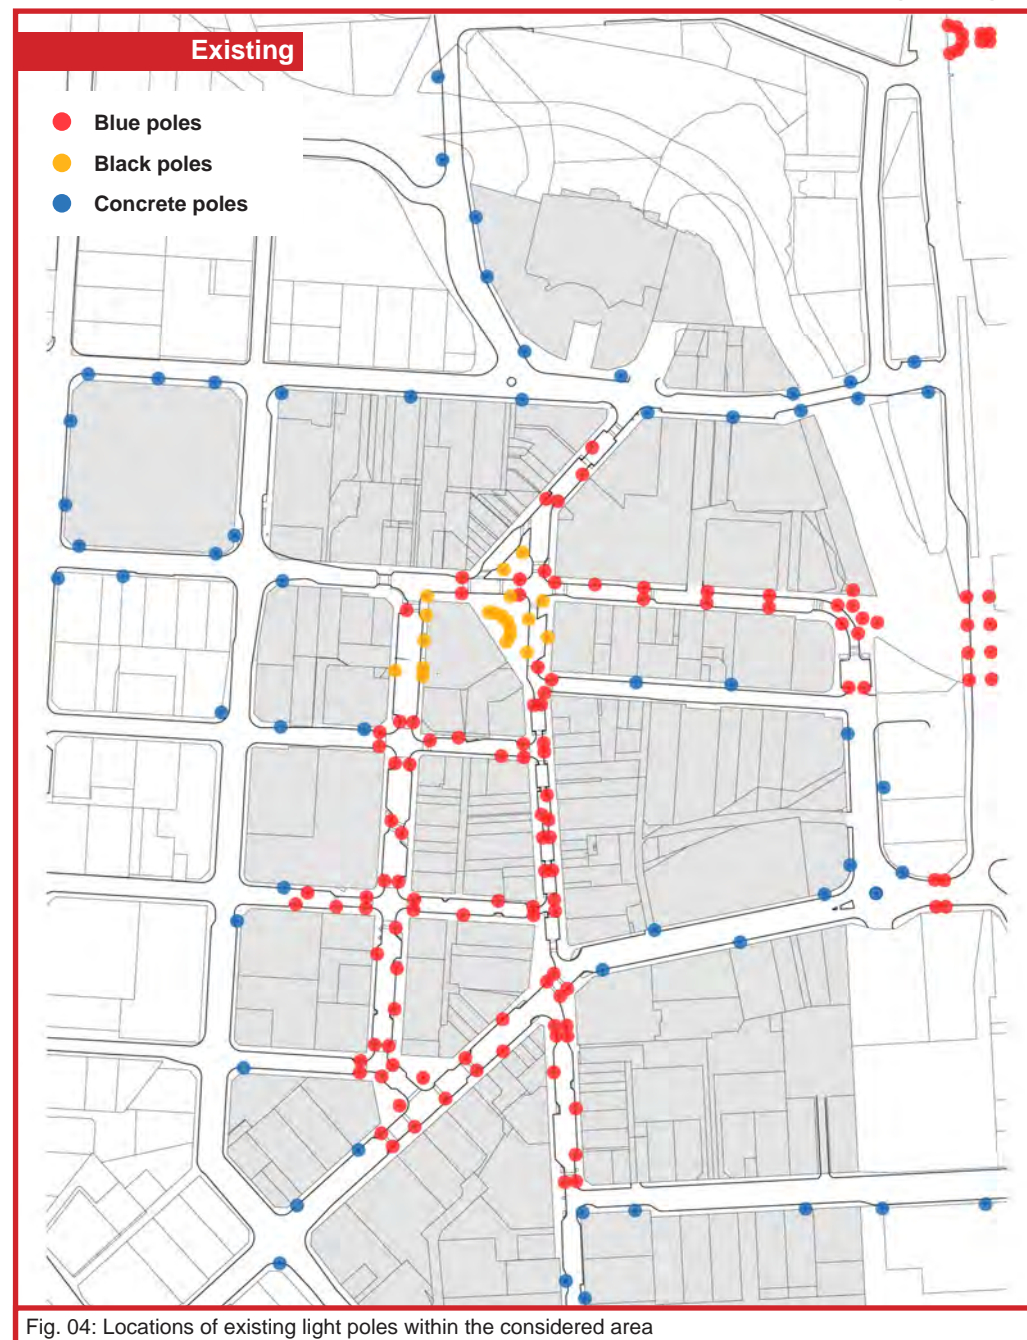 Existing
Blue poles
Black poles
Concrete poles
Fig. 04: Locations of existing light poles within the considered area